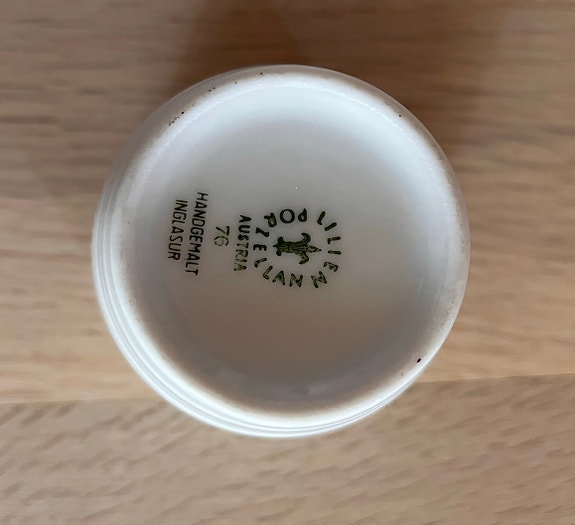 LILIEN
PORZELLAN
AUSTRIA
76
HANDGEMALT
INGLASUR